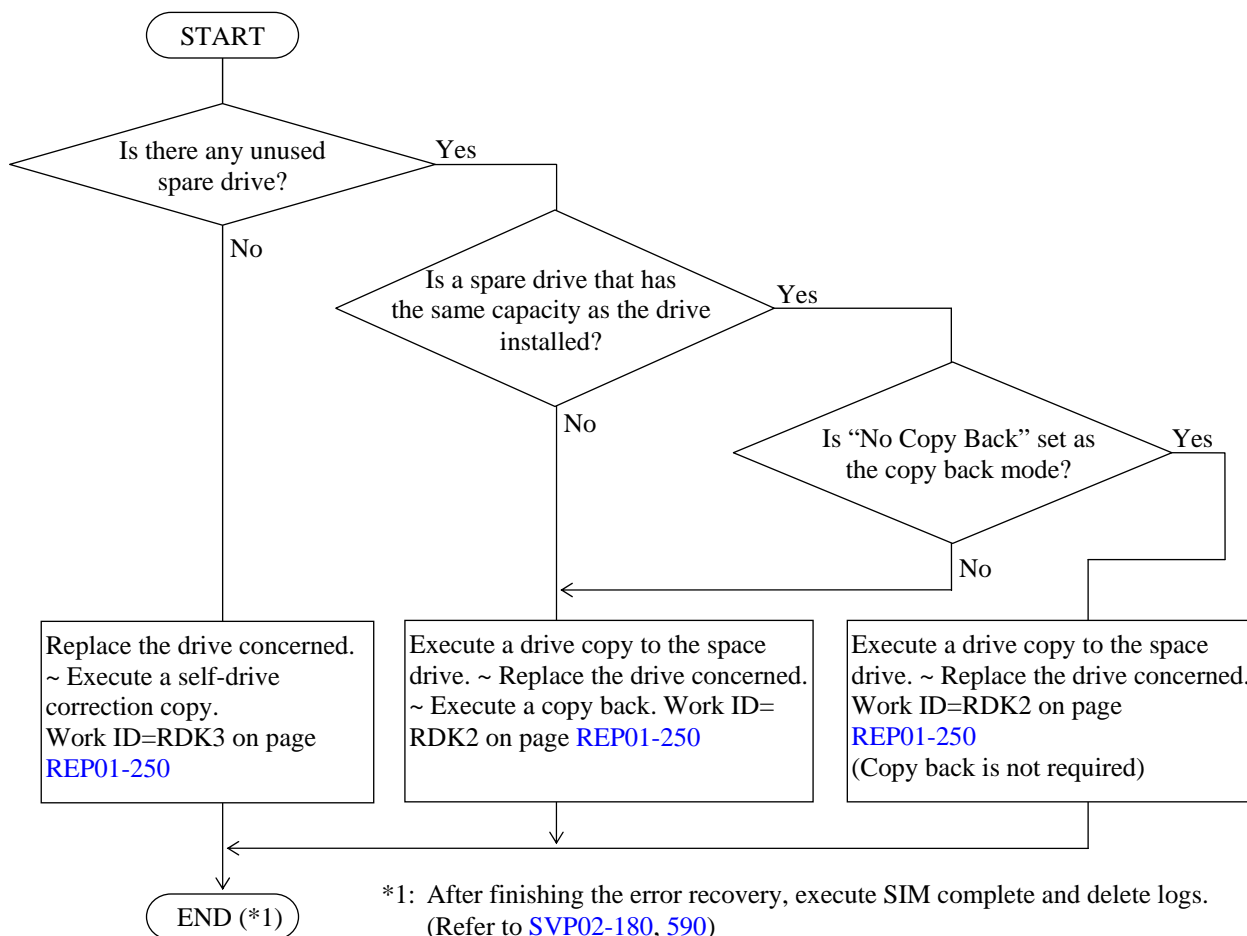 START
Is there any unused
spare drive?
Yes
No
Is a spare drive that has
the same capacity as the drive
installed?
Yes
No
Is “No Copy Back” set as
the copy back mode?
Yes
No
Replace the drive concerned.
~ Execute a self-drive
correction copy.
Work ID=RDK3 on page
REP01-250
Execute a drive copy to the space
drive. ~ Replace the drive concerned.
~ Execute a copy back. Work ID=
RDK2 on page REP01-250
Execute a drive copy to the space
drive. ~ Replace the drive concerned.
Work ID=RDK2 on page
REP01-250
(Copy back is not required)
END (*1)
*1: After finishing the error recovery, execute SIM complete and delete logs.
(Refer to SVP02-180, 590)